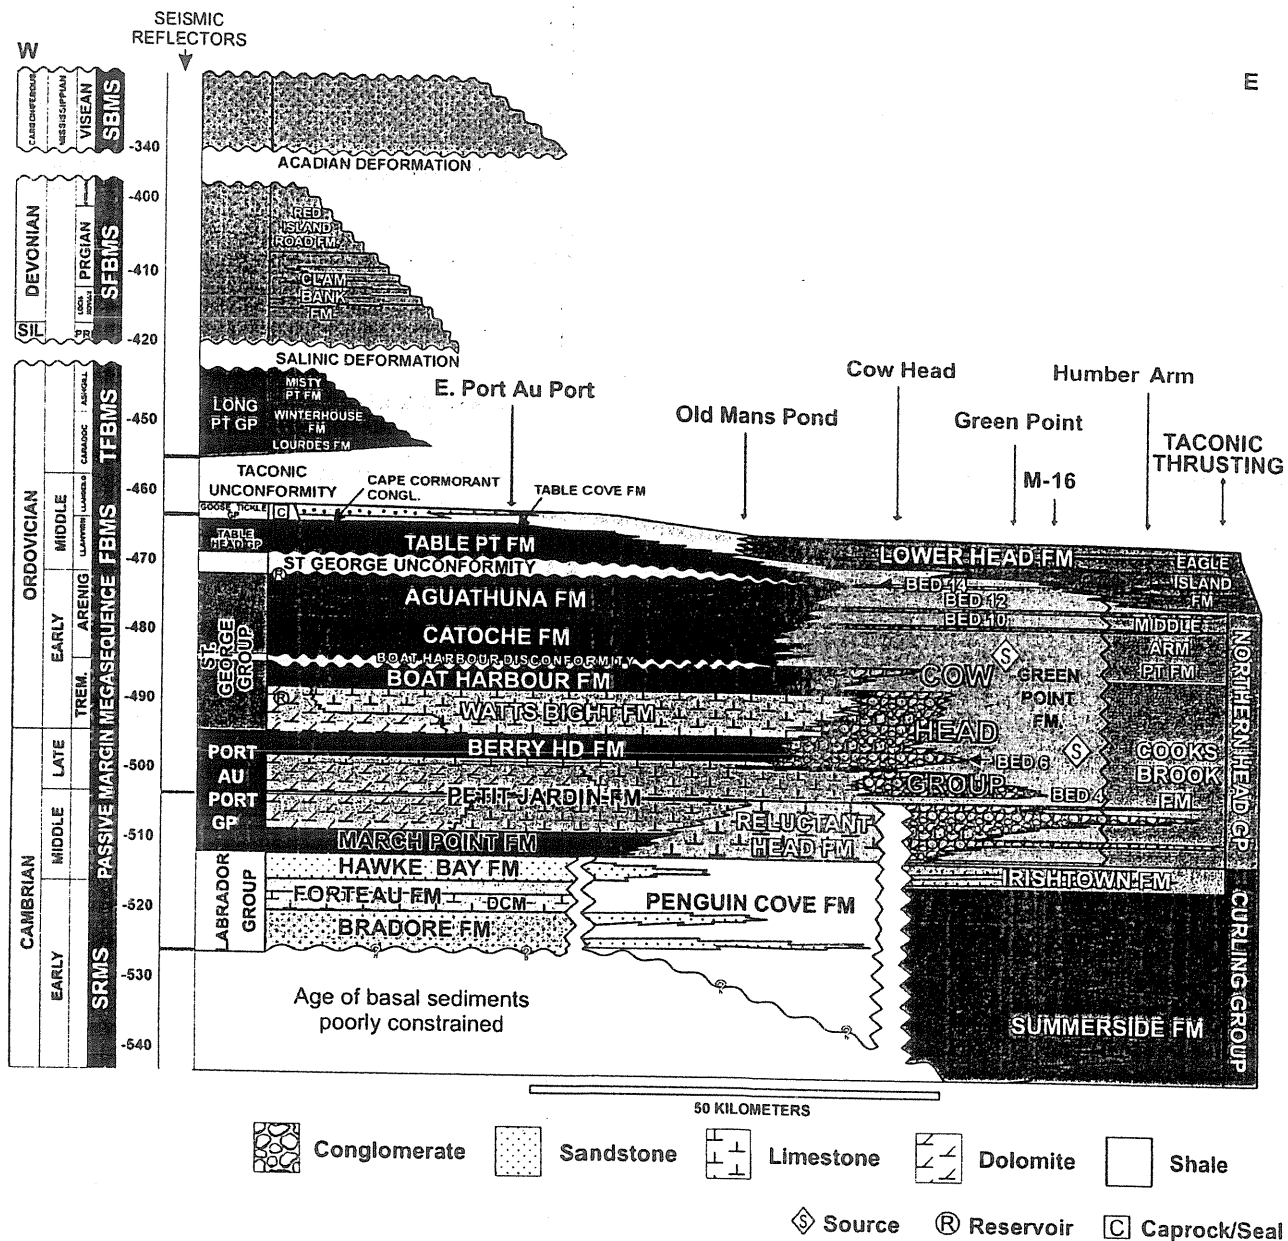 SEISMIC
REFLECTORS
W
E
CARBONIFEROUS
MISSISSIPPIAN
VISEAN
SBMS
-340
ACADIAN DEFORMATION
DEVONIAN
SIL
PRGIAN
PR
SFBMS
-400
-410
-420
RED
ISLAND
ROAD FM
CLAM
BANK
FM
SALINIC DEFORMATION
ORDOVICIAN
MIDDLE
EARLY
ASHGILL
CARADOC
LLANDEILO
LLANVIRN
ARENIG
TREM.
TFBMS
FBMS
PASSIVE MARGIN MEGASEQUENCE
-450
-460
-470
-480
-490
LONG
PT GP
MISTY
PT FM
WINTERHOUSE
FM
LOURDES FM
E. Port Au Port
Old Mans Pond
Cow Head
Green Point
M-16
Humber Arm
TACONIC
THRUSTING
TACONIC
UNCONFORMITY
CAPE CORMORANT
CONGL.
TABLE COVE FM
GOOSE TICKLE
GP
C
TABLE
HEAD GP
TABLE PT FM
LOWER HEAD FM
EAGLE
ISLAND
FM
R
ST GEORGE UNCONFORMITY
BED 14
BED 12
BED 10
AGUATHUNA FM
CATOCHE FM
BOAT HARBOUR DISCONFORMITY
BOAT HARBOUR FM
ST.
GEORGE
GROUP
R
WATTS BIGHT FM
COW
HEAD
GROUP
S
GREEN
POINT
FM.
S
MIDDLE
ARM
PT FM
NORTHERN HEAD GP
CAMBRIAN
LATE
MIDDLE
EARLY
SRMS
-500
-510
-520
-530
-540
PORT
AU
PORT
GP
BERRY HD FM
BED 6
BED 4
PETIT JARDIN FM
COOKS
BROOK
FM
MARCH POINT FM
RELUCTANT
HEAD FM
LABRADOR
GROUP
HAWKE BAY FM
FORTEAU FM
DCM
BRADORE FM
PENGUIN COVE FM
IRISHTOWN FM
SUMMERSIDE FM
CURLING GROUP
Age of basal sediments
poorly constrained
50 KILOMETERS
Conglomerate
Sandstone
Limestone
Dolomite
Shale
S Source
R Reservoir
C Caprock/Seal